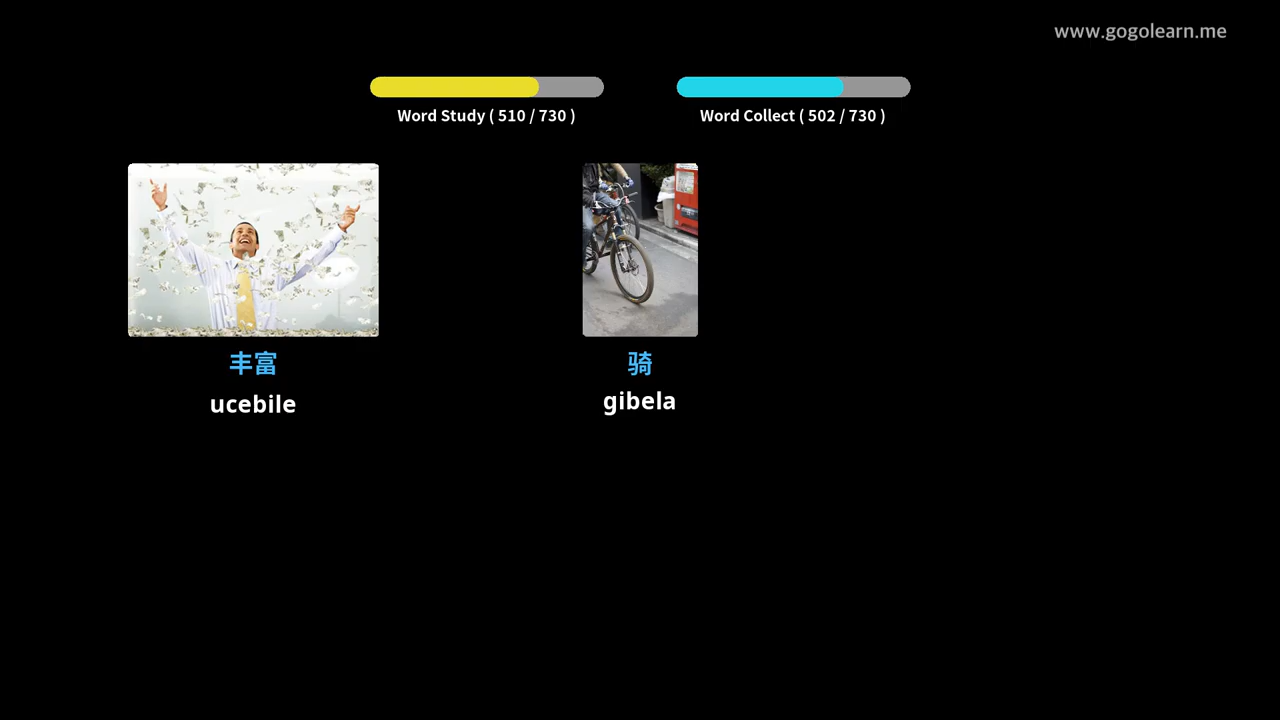 www.gogolearn.me
Word Study ( 510 / 730 )
Word Collect ( 502 / 730 )
丰富
ucebile
骑
gibela